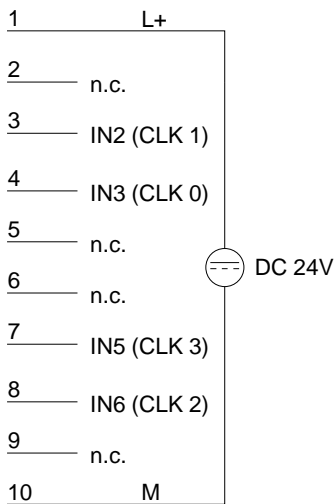 1 L+
2 n.c.
3 IN2 (CLK 1)
4 IN3 (CLK 0)
5 n.c.
DC 24V
6 n.c.
7 IN5 (CLK 3)
8 IN6 (CLK 2)
9 n.c.
10 M